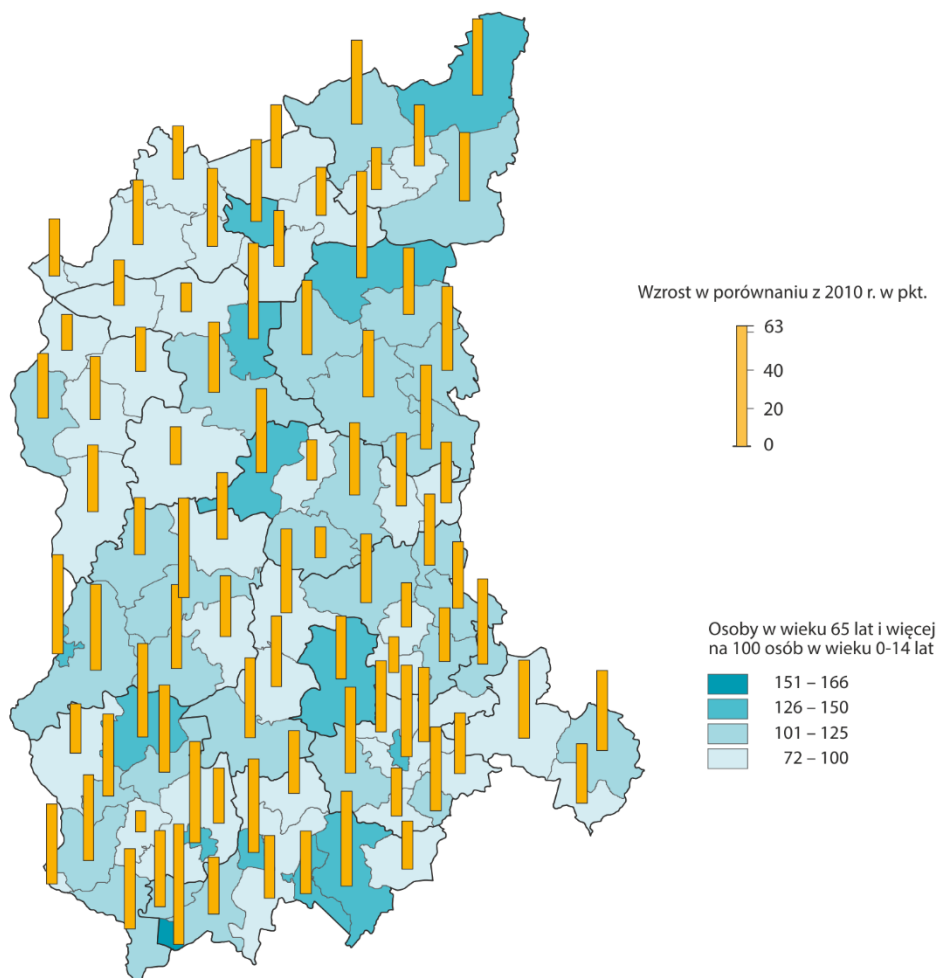 Wzrost w porównaniu z 2010 r. w pkt.
63
40
20
0
Osoby w wieku 65 lat i więcej
na 100 osób w wieku 0-14 lat
151 – 166
126 – 150
101 – 125
72 – 100